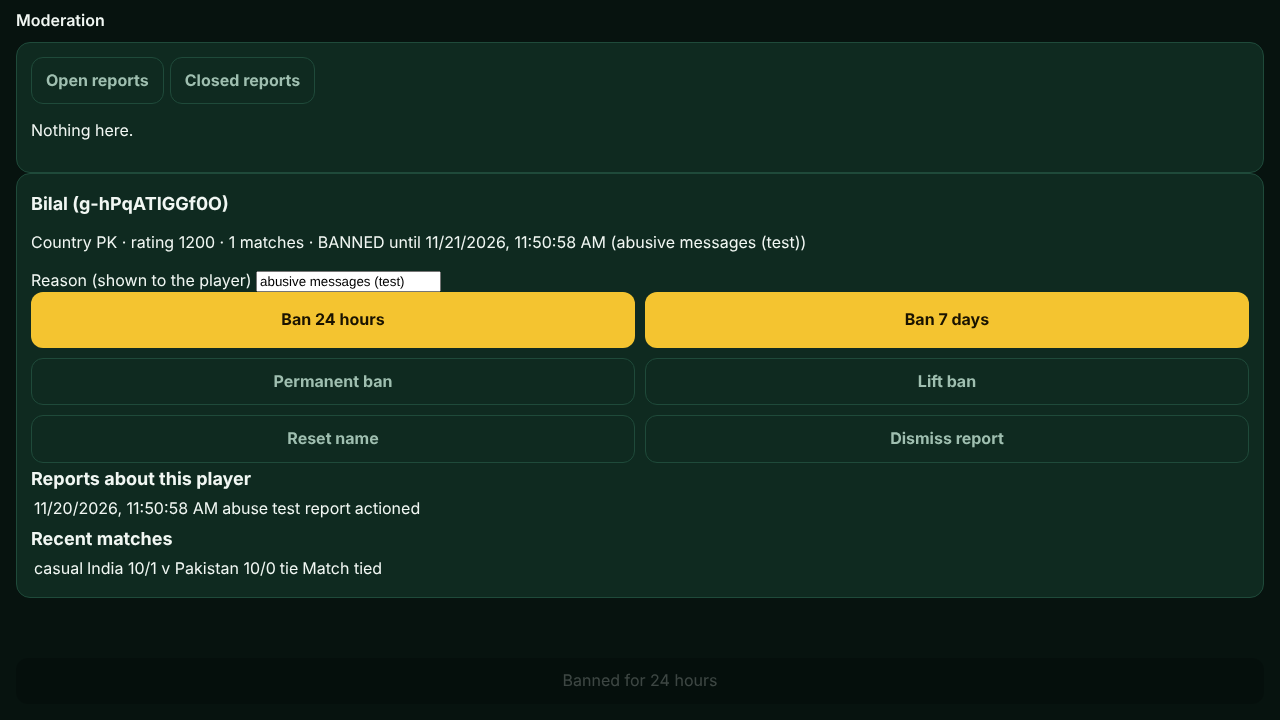 Moderation
Open reports
Closed reports
Nothing here.
Bilal (g-hPqATlGGf0O)
Country PK · rating 1200 · 1 matches · BANNED until 11/21/2026, 11:50:58 AM (abusive messages (test))
Reason (shown to the player) abusive messages (test)
Ban 24 hours
Ban 7 days
Permanent ban
Lift ban
Reset name
Dismiss report
Reports about this player
11/20/2026, 11:50:58 AM abuse test report actioned
Recent matches
casual India 10/1 v Pakistan 10/0 tie Match tied
Banned for 24 hours